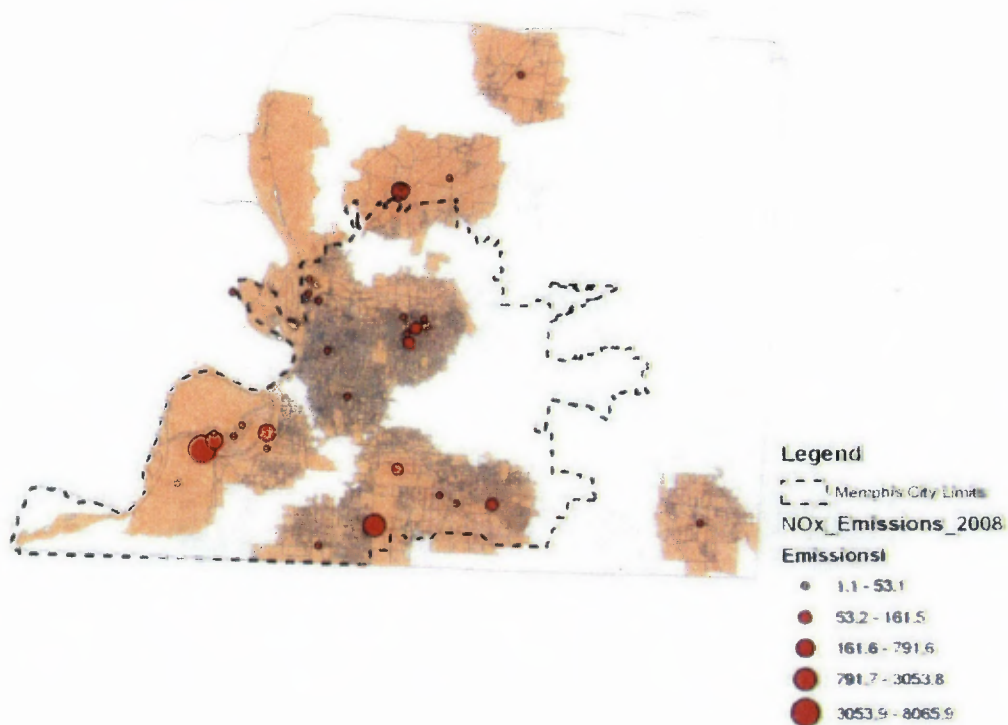 Legend
Memphis City Limits
NOx_Emissions_2008
EmissionsI
1.1 - 53.1
53.2 - 161.5
161.6 - 791.6
791.7 - 3053.8
3053.9 - 8065.9